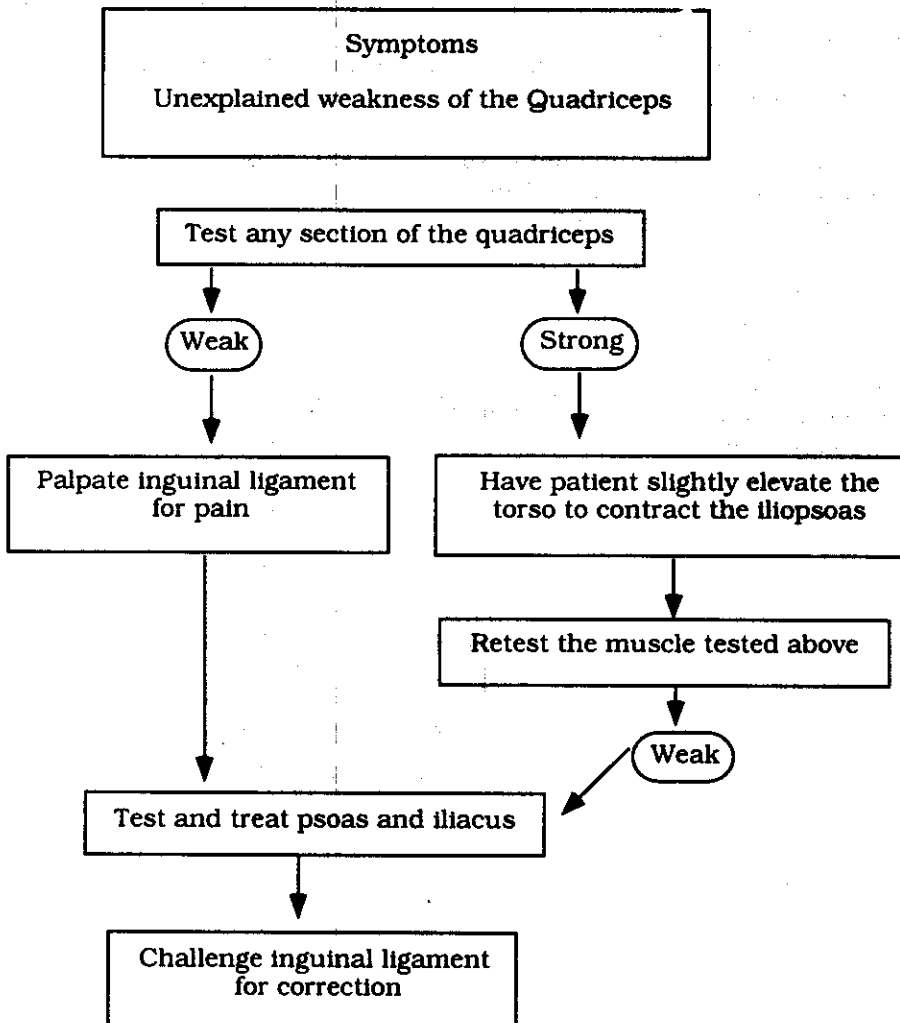 Symptoms
Unexplained weakness of the Quadriceps
Test any section of the quadriceps
Weak
Strong
Palpate inguinal ligament
for pain
Have patient slightly elevate the
torso to contract the iliopsoas
Retest the muscle tested above
Weak
Test and treat psoas and iliacus
Challenge inguinal ligament
for correction